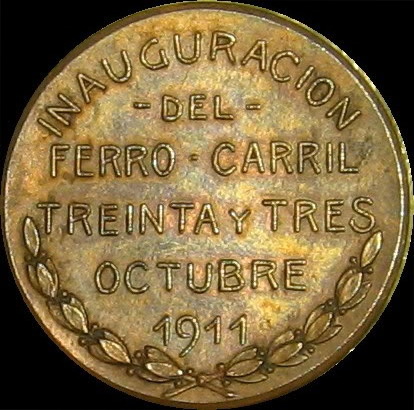 INAUGURACION
- DEL -
FERRO - CARRIL
TREINTA Y TRES
OCTUBRE
1911